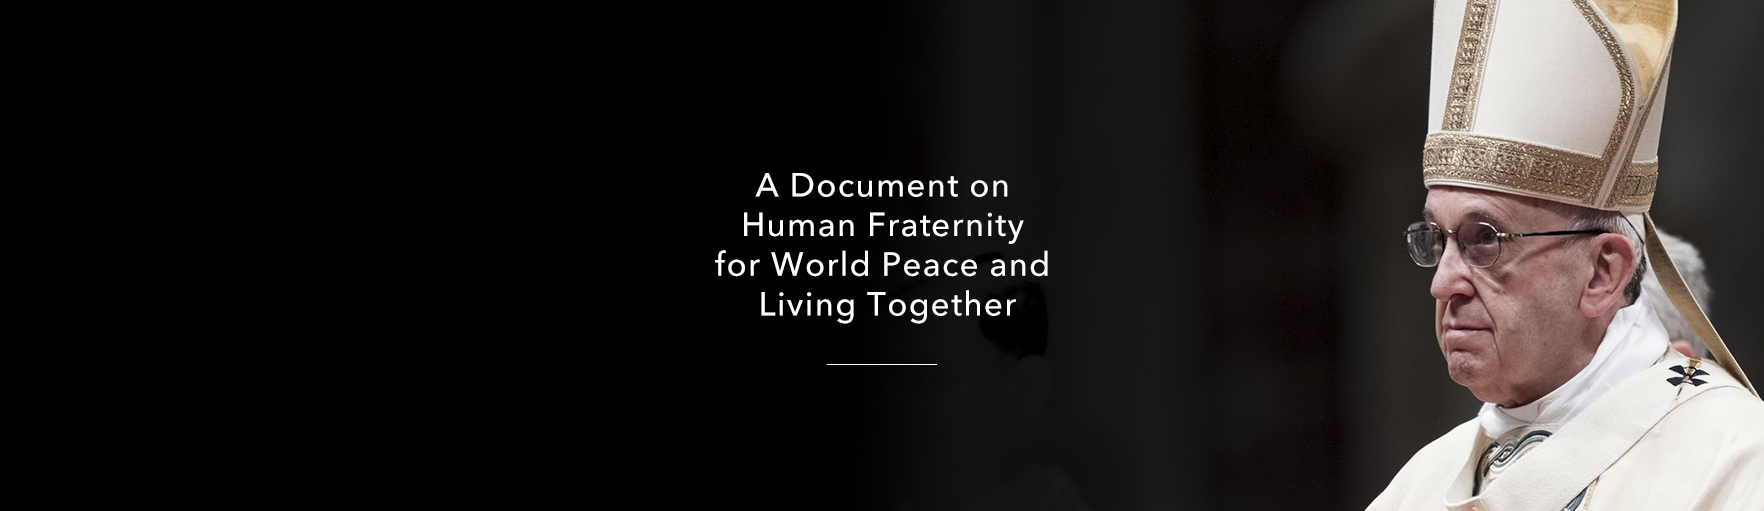 A Document on
Human Fraternity
for World Peace and
Living Together